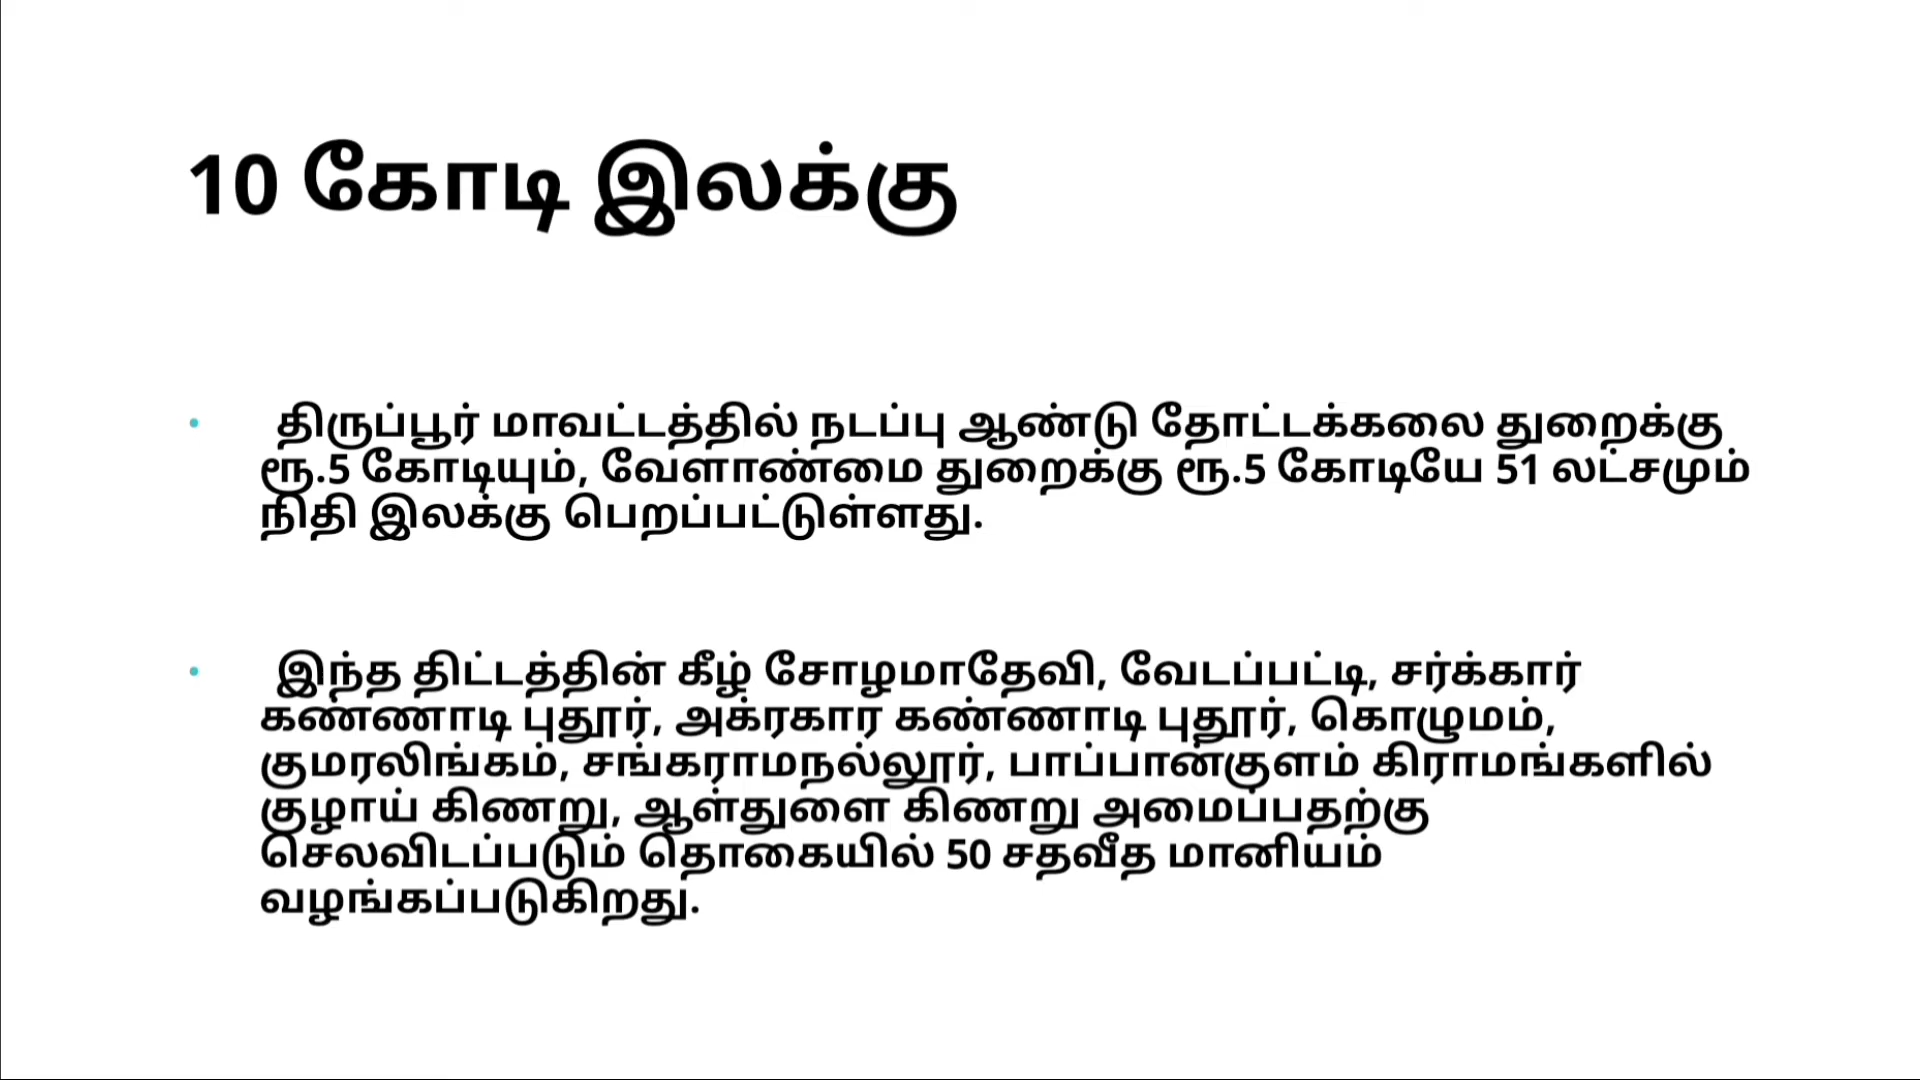 10 கோடி இலக்கு
• திருப்பூர் மாவட்டத்தில் நடப்பு ஆண்டு தோட்டக்கலை துறைக்கு
ரூ.5 கோடியும், வேளாண்மை துறைக்கு ரூ.5 கோடியே 51 லட்சமும்
நிதி இலக்கு பெறப்பட்டுள்ளது.
• இந்த திட்டத்தின் கீழ் சோழமாதேவி, வேடப்பட்டி, சர்க்கார்
கண்ணாடி புதூர், அக்ரகார கண்ணாடி புதூர், கொழுமம்,
குமரலிங்கம், சங்கராமநல்லூர், பாப்பான்குளம் கிராமங்களில்
குழாய் கிணறு, ஆள்துளை கிணறு அமைப்பதற்கு
செலவிடப்படும் தொகையில் 50 சதவீத மானியம்
வழங்கப்படுகிறது.